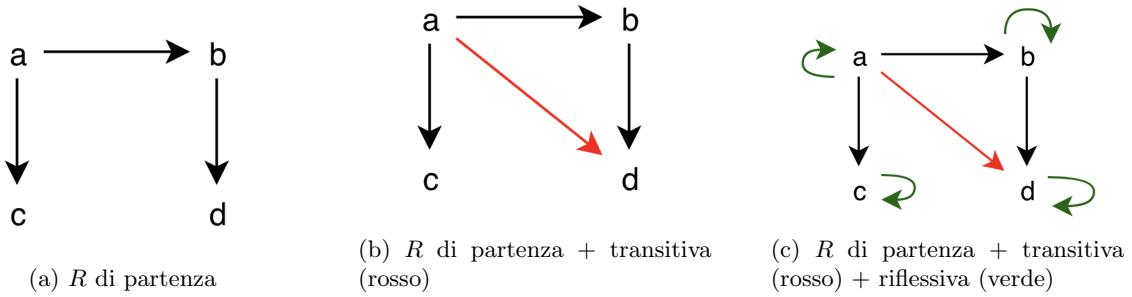 a b
c d
(a) R di partenza
a b
c d
(b) R di partenza + transitiva
(rosso)
a b
c d
(c) R di partenza + transitiva
(rosso) + riflessiva (verde)